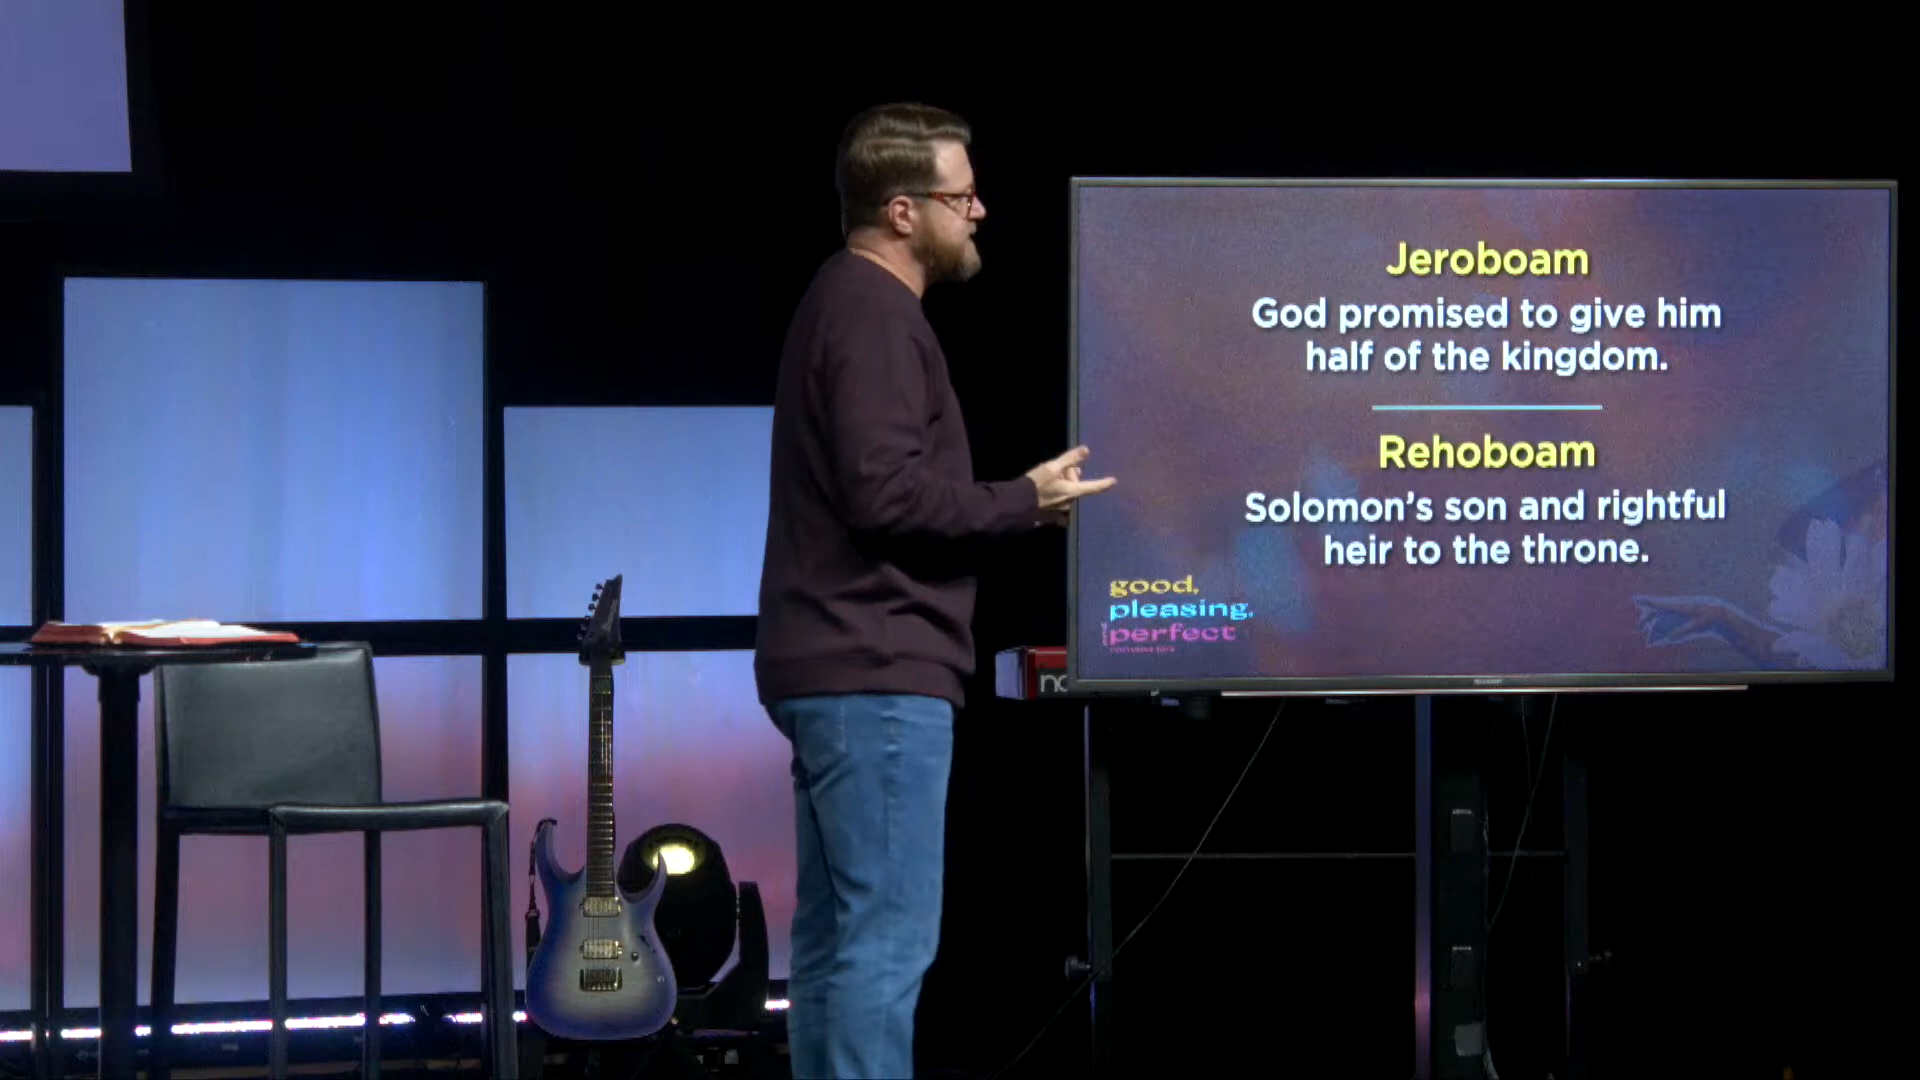 Jeroboam
God promised to give him
half of the kingdom.
Rehoboam
Solomon's son and rightful
heir to the throne.
good,
pleasing,
and
perfect